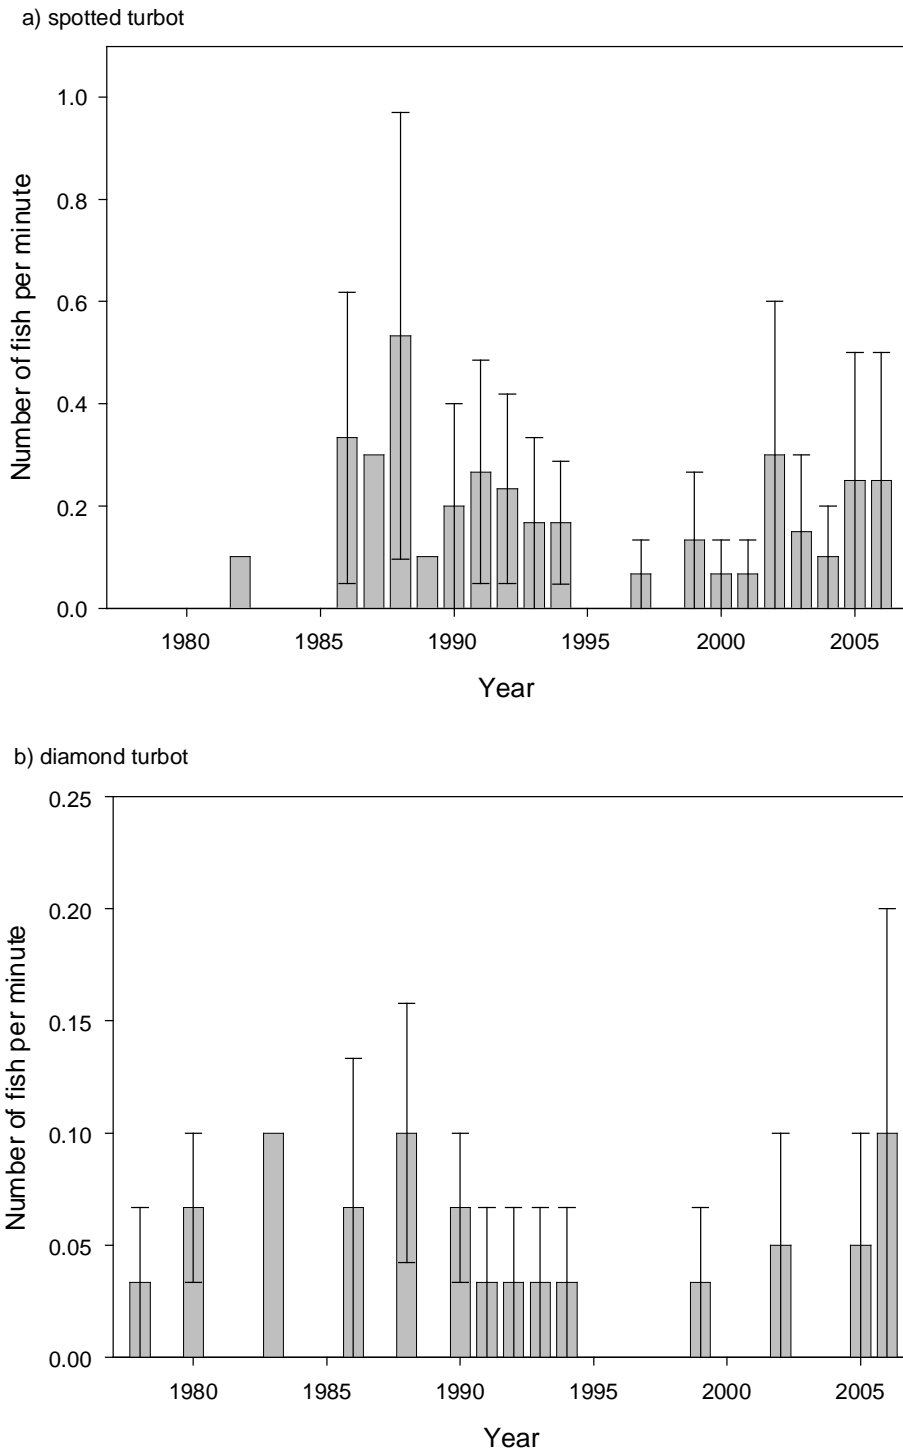 a) spotted turbot
1.0
0.8
0.6
0.4
0.2
0.0
Number of fish per minute
1980 1985 1990 1995 2000 2005
Year
b) diamond turbot
0.25
0.20
0.15
0.10
0.05
0.00
Number of fish per minute
1980 1985 1990 1995 2000 2005
Year